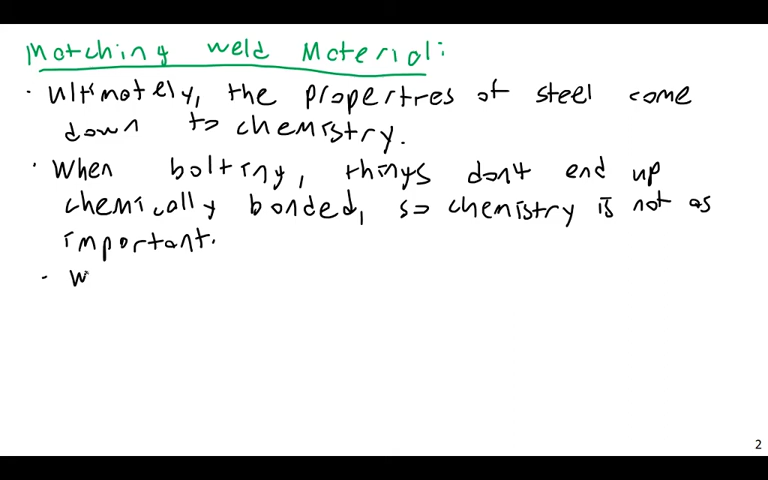 Matching Weld Material:
· Ultimately, the properties of steel come
down to chemistry.
· When bolting, things don't end up
chemically bonded, so chemistry is not as
important.
· W
2